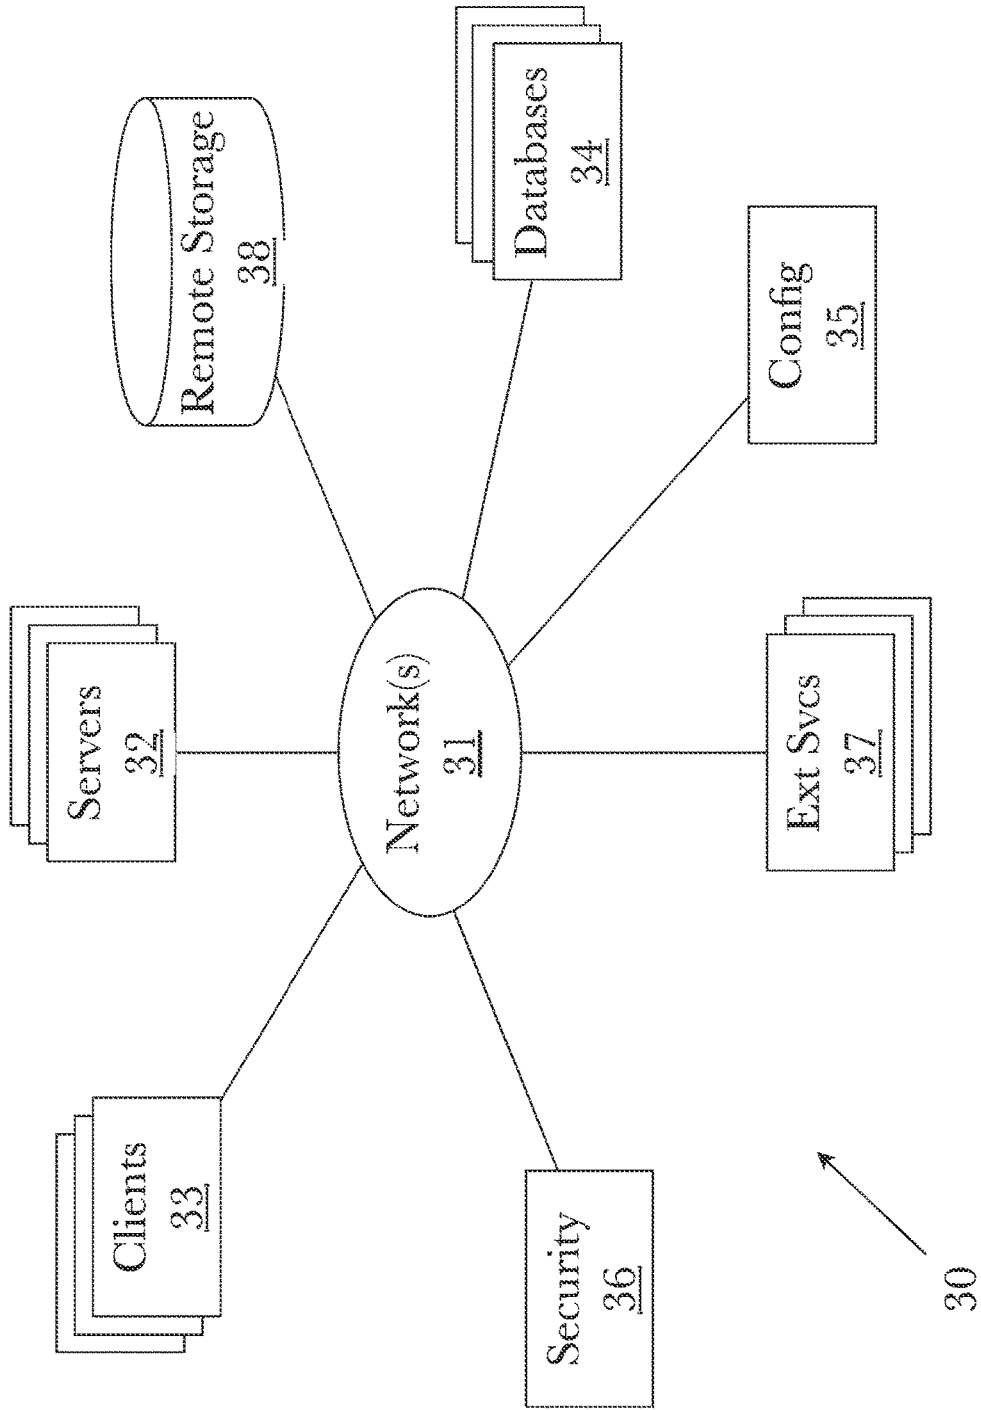 Clients
33
Servers
32
Remote Storage
38
Network(s)
31
Databases
34
Security
36
Ext Svcs
37
Config
35
30